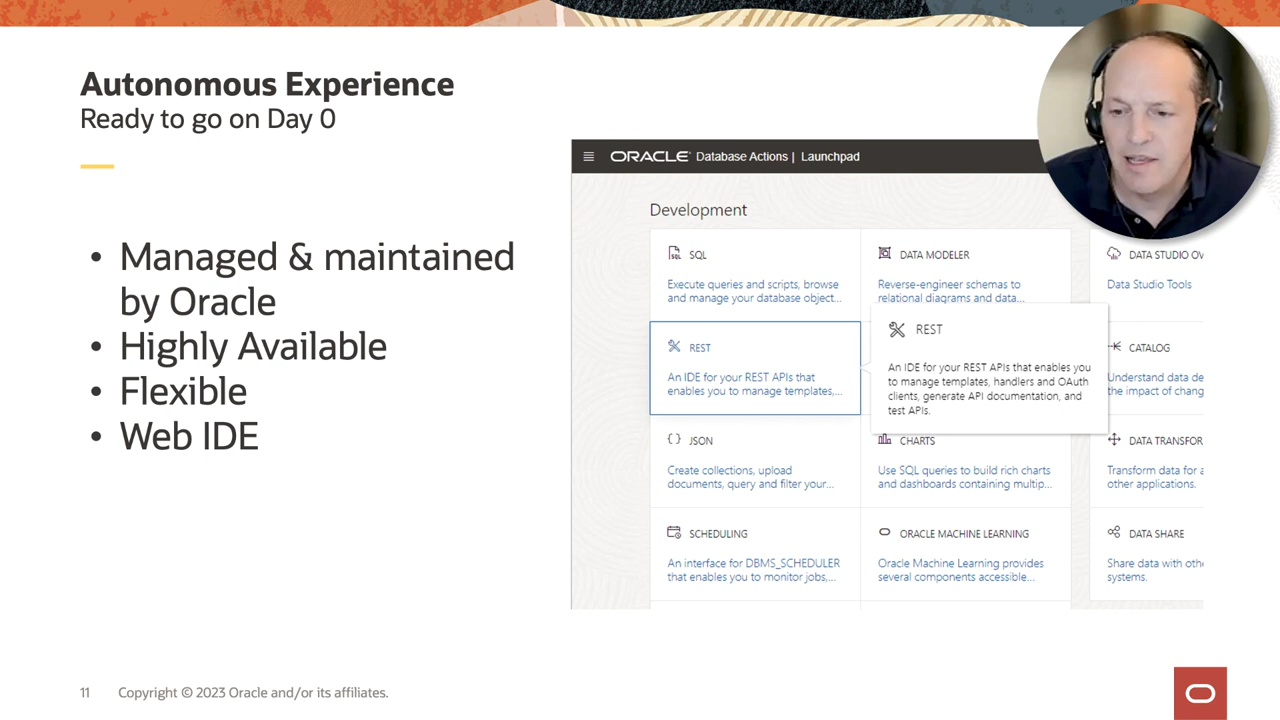 Autonomous Experience
Ready to go on Day 0
• Managed & maintained
by Oracle
• Highly Available
• Flexible
• Web IDE
ORACLE Database Actions | Launchpad
Development
SQL
Execute queries and scripts, browse
and manage your database object...
DATA MODELER
Reverse-engineer schemas to
relational diagrams and data...
DATA STUDIO OV
Data Studio Tools
REST
An IDE for your REST APIs that
enables you to manage templates,...
REST
An IDE for your REST APIs that enables you
to manage templates, handlers and OAuth
clients, generate API documentation, and
test APIs.
CATALOG
Understand data de
the impact of chang
JSON
Create collections, upload
documents, query and filter your...
CHARTS
Use SQL queries to build rich charts
and dashboards containing multip...
DATA TRANSFOR
Transform data for a
other applications.
SCHEDULING
An interface for DBMS_SCHEDULER
that enables you to monitor jobs,...
ORACLE MACHINE LEARNING
Oracle Machine Learning provides
several components accessible...
DATA SHARE
Share data with oth
systems.
11 Copyright © 2023 Oracle and/or its affiliates.